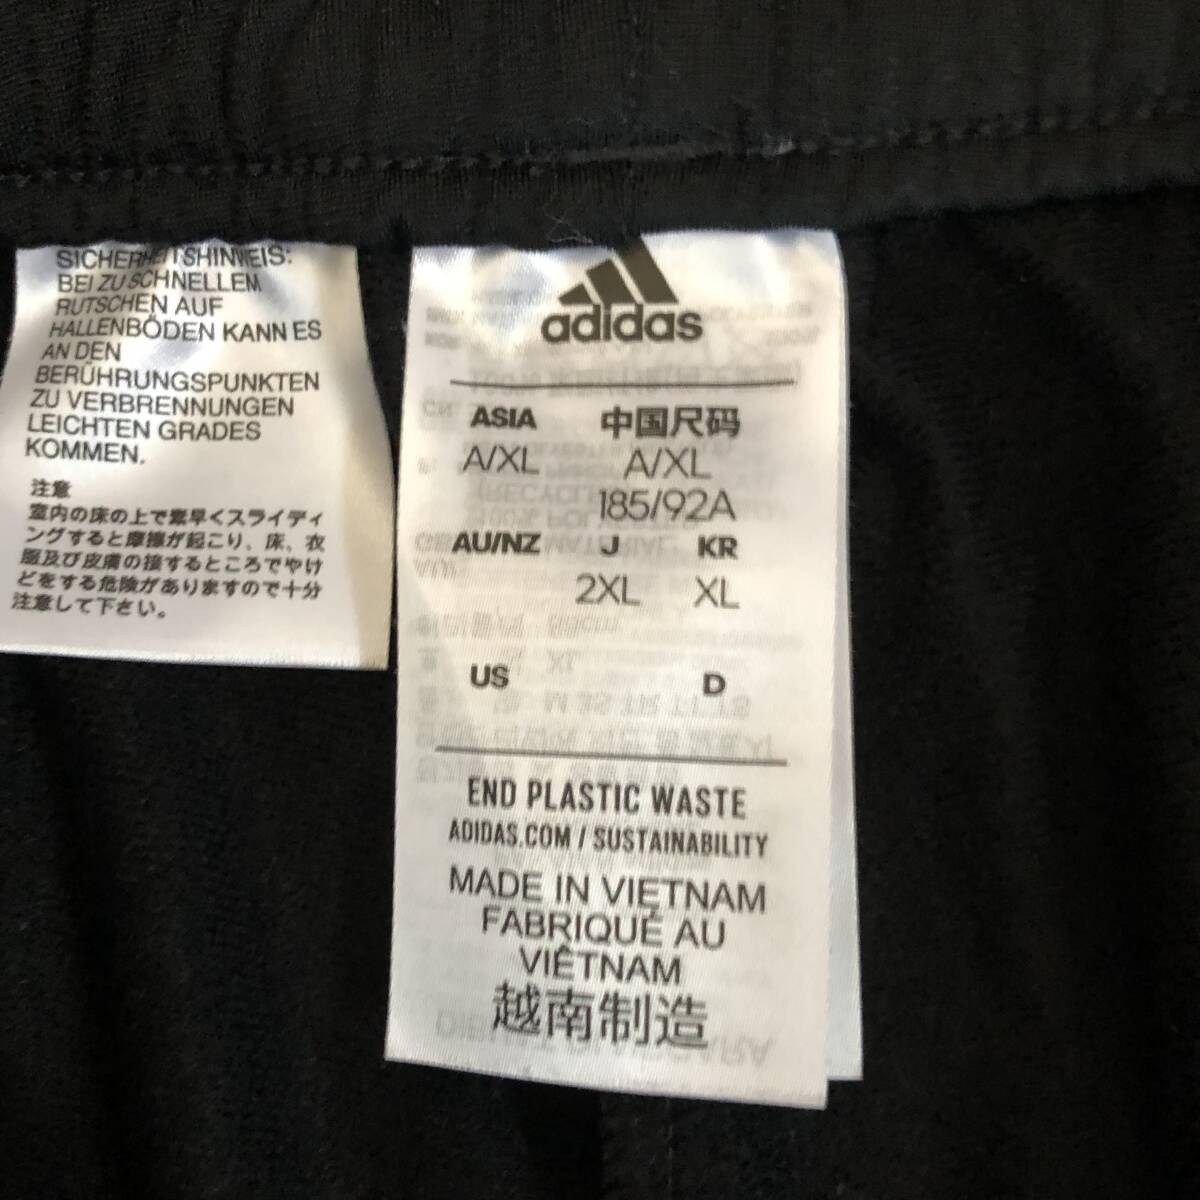 SICHERHEITSHINWEIS:
BEI ZU SCHNELLEM
RUTSCHEN AUF
HALLENBÖDEN KANN ES
AN DEN
BERÜHRUNGSPUNKTEN
ZU VERBRENNUNGEN
LEICHTEN GRADES
KOMMEN.
注意
室内の床の上で素早くスライディ
ングすると摩擦が起こり、床、衣
服及び皮膚の接するところでやけ
どをする危険がありますので十分
注意して下さい。
adidas
ASIA 中国尺码
A/XL A/XL
185/92A
AU/NZ J KR
2XL XL
US D
END PLASTIC WASTE
ADIDAS.COM / SUSTAINABILITY
MADE IN VIETNAM
FABRIQUÉ AU
VIÊTNAM
越南制造